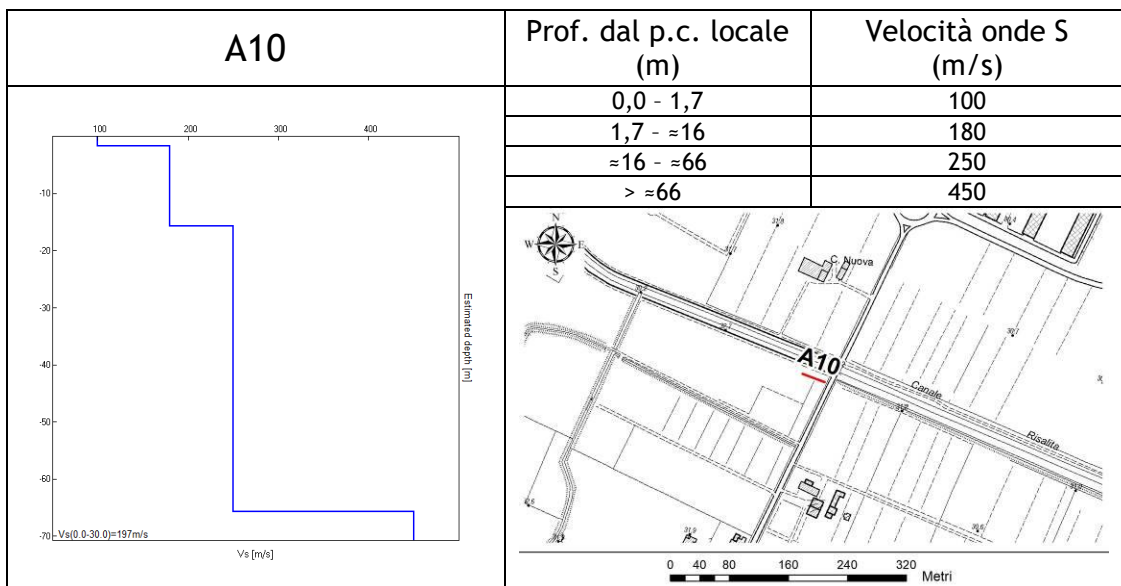 A10
Prof. dal p.c. locale
(m)
Velocità onde S
(m/s)
0,0 – 1,7
100
1,7 – ≈16
180
≈16 – ≈66
250
> ≈66
450
100
200
300
400
-10
-20
-30
-40
-50
-60
-70
Estimated depth [m]
Vs(0.0-30.0)=197m/s
Vs [m/s]
N
W
E
S
C. Nuova
A10
Canale
Risalita
0 40 80 160 240 320
Metri